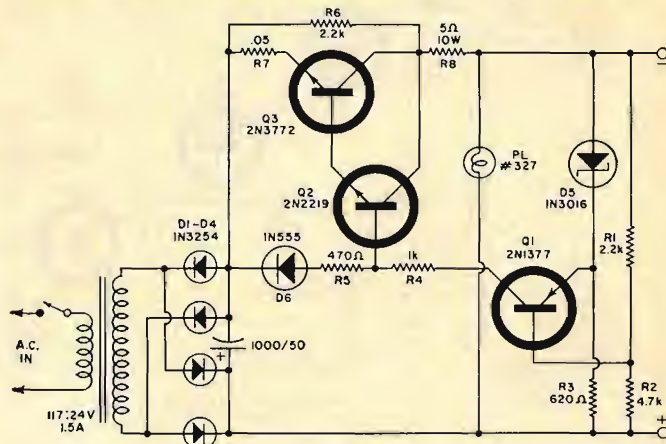 R6
2.2k
.05
R7
5Ω
10W
R8
Q3
2N3772
Q2
2N2219
PL
#327
D5
1N3016
D1-D4
1N3254
1N555
D6
470Ω
R5
1k
R4
Q1
2N1377
R1
2.2k
A.C.
IN
117:24V
1.5A
+
1000/50
R3
620Ω
R2
4.7k
–
+